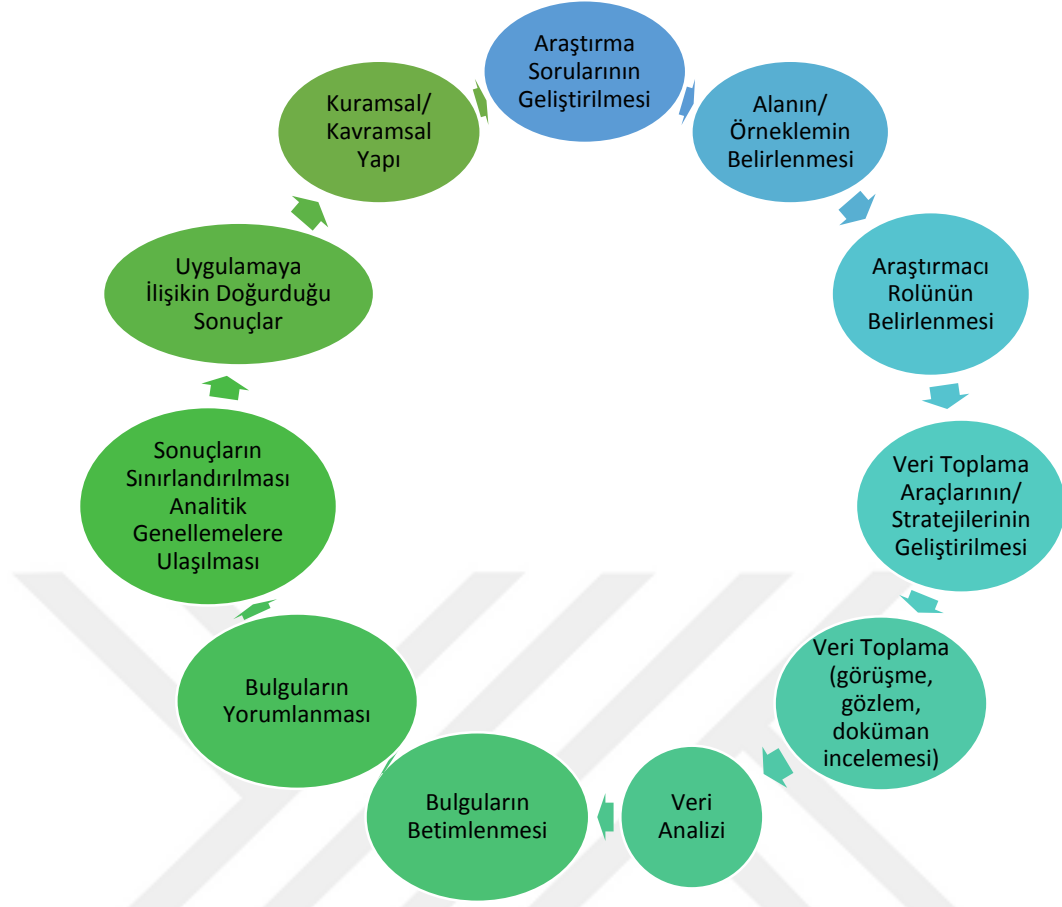 Araştırma
Sorularının
Geliştirilmesi
Alanın/
Örneklemin
Belirlenmesi
Araştırmacı
Rolünün
Belirlenmesi
Veri Toplama
Araçlarının/
Stratejilerinin
Geliştirilmesi
Veri Toplama
(görüşme,
gözlem,
doküman
incelemesi)
Veri
Analizi
Bulguların
Betimlenmesi
Bulguların
Yorumlanması
Sonuçların
Sınırlandırılması
Analitik
Genellemelere
Ulaşılması
Uygulamaya
İlişikin Doğurduğu
Sonuçlar
Kuramsal/
Kavramsal
Yapı